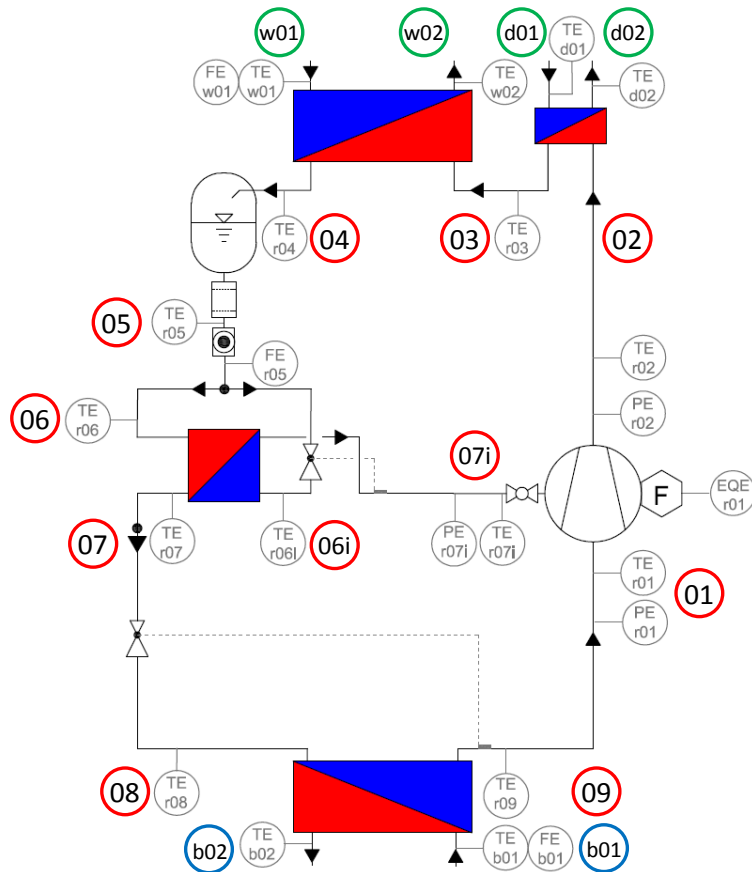 w01
w02
d01
TE
d01
d02
FE
w01
TE
w01
TE
w02
TE
d02
TE
r04
04
03
TE
r03
02
05
TE
r05
FE
r05
TE
r02
06
TE
r06
PE
r02
07i
F
EQE
r01
07
TE
r07
TE
r06i
06i
PE
r07i
TE
r07i
TE
r01
01
PE
r01
08
TE
r08
TE
r09
09
b02
TE
b02
TE
b01
FE
b01
b01